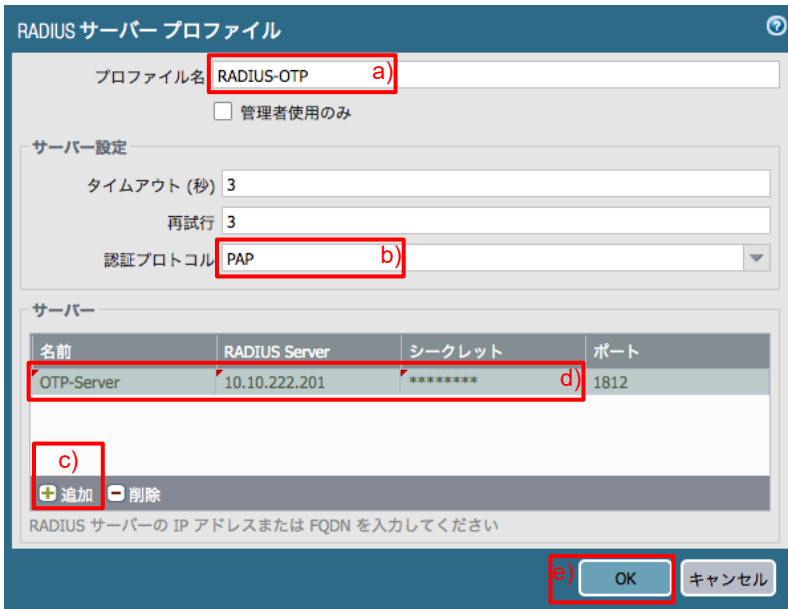 RADIUS サーバー プロファイル
プロファイル名 RADIUS-OTP a)
管理者使用のみ
サーバー設定
タイムアウト (秒) 3
再試行 3
認証プロトコル PAP b)
サーバー
名前 RADIUS Server シークレット ポート
OTP-Server 10.10.222.201 ******** d) 1812
c)
追加 削除
RADIUS サーバーの IP アドレスまたは FQDN を入力してください
e) OK キャンセル